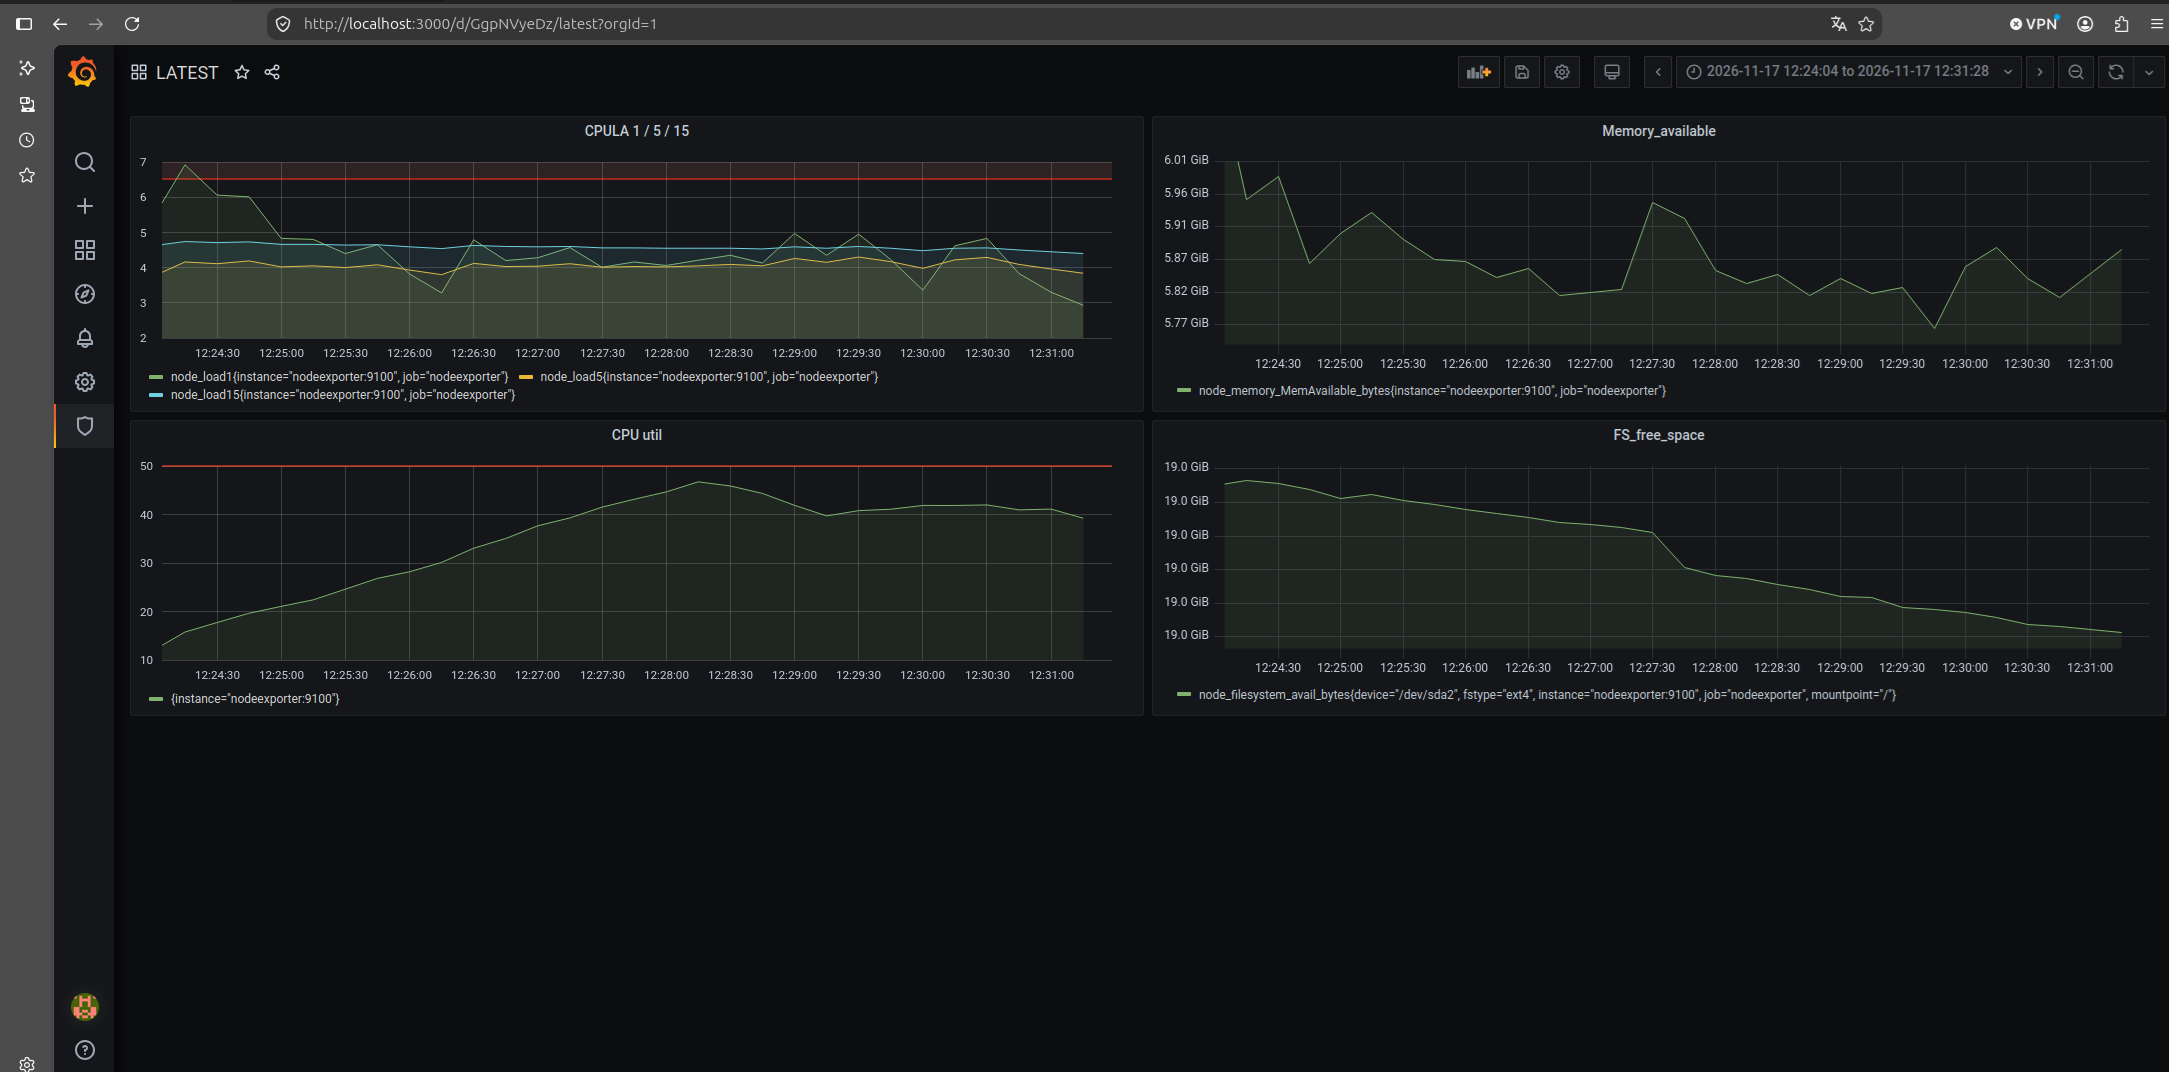 http://localhost:3000/d/GgpNVyeDz/latest?orgId=1
VPN
LATEST
2026-11-17 12:24:04 to 2026-11-17 12:31:28
CPULA 1 / 5 / 15
7
6
5
4
3
2
12:24:30 12:25:00 12:25:30 12:26:00 12:26:30 12:27:00 12:27:30 12:28:00 12:28:30 12:29:00 12:29:30 12:30:00 12:30:30 12:31:00
node_load1{instance="nodeexporter:9100", job="nodeexporter"} node_load5{instance="nodeexporter:9100", job="nodeexporter"}
node_load15{instance="nodeexporter:9100", job="nodeexporter"}
Memory_available
6.01 GiB
5.96 GiB
5.91 GiB
5.87 GiB
5.82 GiB
5.77 GiB
12:24:30 12:25:00 12:25:30 12:26:00 12:26:30 12:27:00 12:27:30 12:28:00 12:28:30 12:29:00 12:29:30 12:30:00 12:30:30 12:31:00
node_memory_MemAvailable_bytes{instance="nodeexporter:9100", job="nodeexporter"}
CPU util
50
40
30
20
10
12:24:30 12:25:00 12:25:30 12:26:00 12:26:30 12:27:00 12:27:30 12:28:00 12:28:30 12:29:00 12:29:30 12:30:00 12:30:30 12:31:00
{instance="nodeexporter:9100"}
FS_free_space
19.0 GiB
19.0 GiB
19.0 GiB
19.0 GiB
19.0 GiB
19.0 GiB
12:24:30 12:25:00 12:25:30 12:26:00 12:26:30 12:27:00 12:27:30 12:28:00 12:28:30 12:29:00 12:29:30 12:30:00 12:30:30 12:31:00
node_filesystem_avail_bytes{device="/dev/sda2", fstype="ext4", instance="nodeexporter:9100", job="nodeexporter", mountpoint="/"}